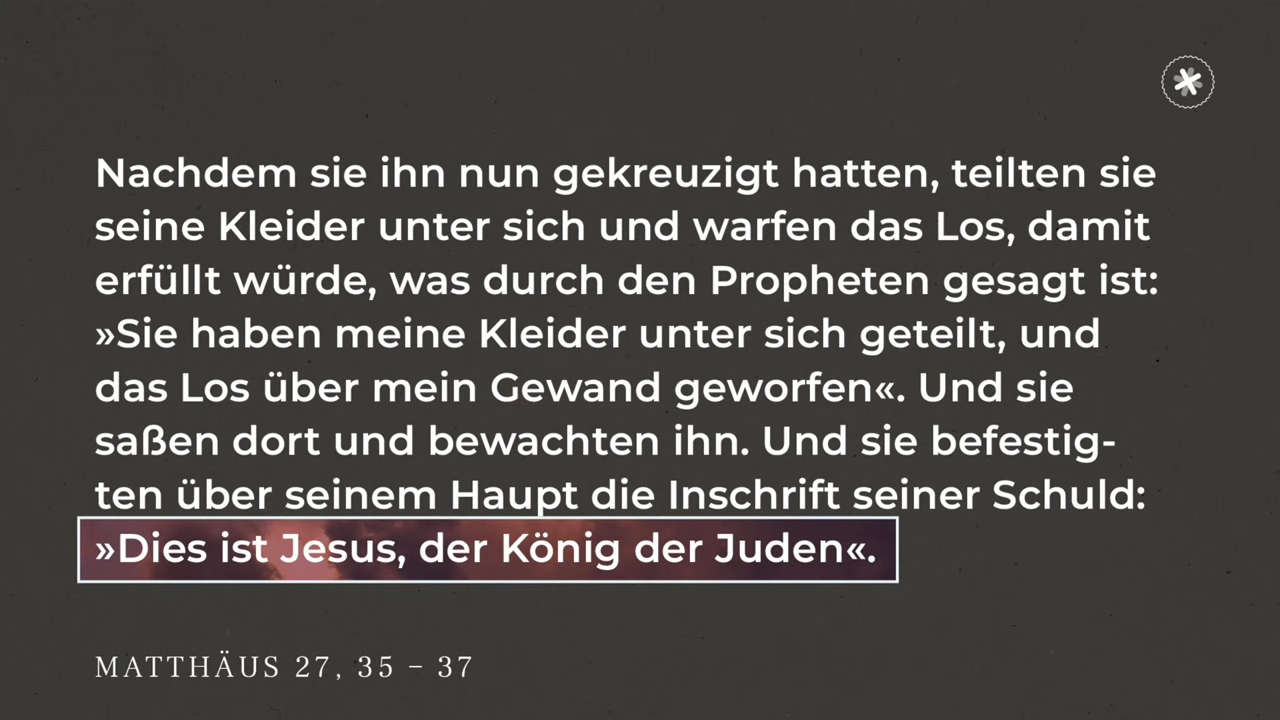 Nachdem sie ihn nun gekreuzigt hatten, teilten sie
seine Kleider unter sich und warfen das Los, damit
erfüllt würde, was durch den Propheten gesagt ist:
»Sie haben meine Kleider unter sich geteilt, und
das Los über mein Gewand geworfen«. Und sie
saßen dort und bewachten ihn. Und sie befestig-
ten über seinem Haupt die Inschrift seiner Schuld:
»Dies ist Jesus, der König der Juden«.
MATTHÄUS 27, 35 – 37